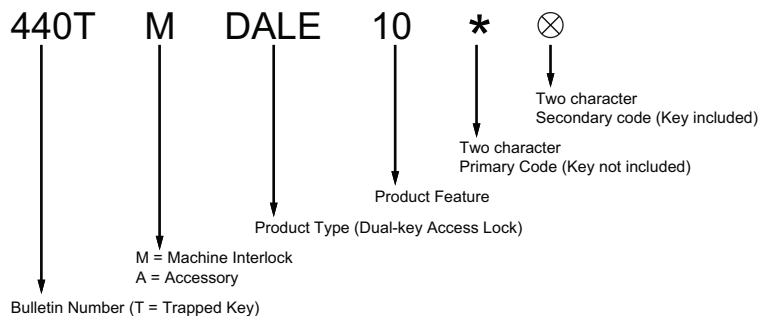 440T M DALE 10 * ⊗
Two character
Secondary code (Key included)
Two character
Primary Code (Key not included)
Product Feature
Product Type (Dual-key Access Lock)
M = Machine Interlock
A = Accessory
Bulletin Number (T = Trapped Key)